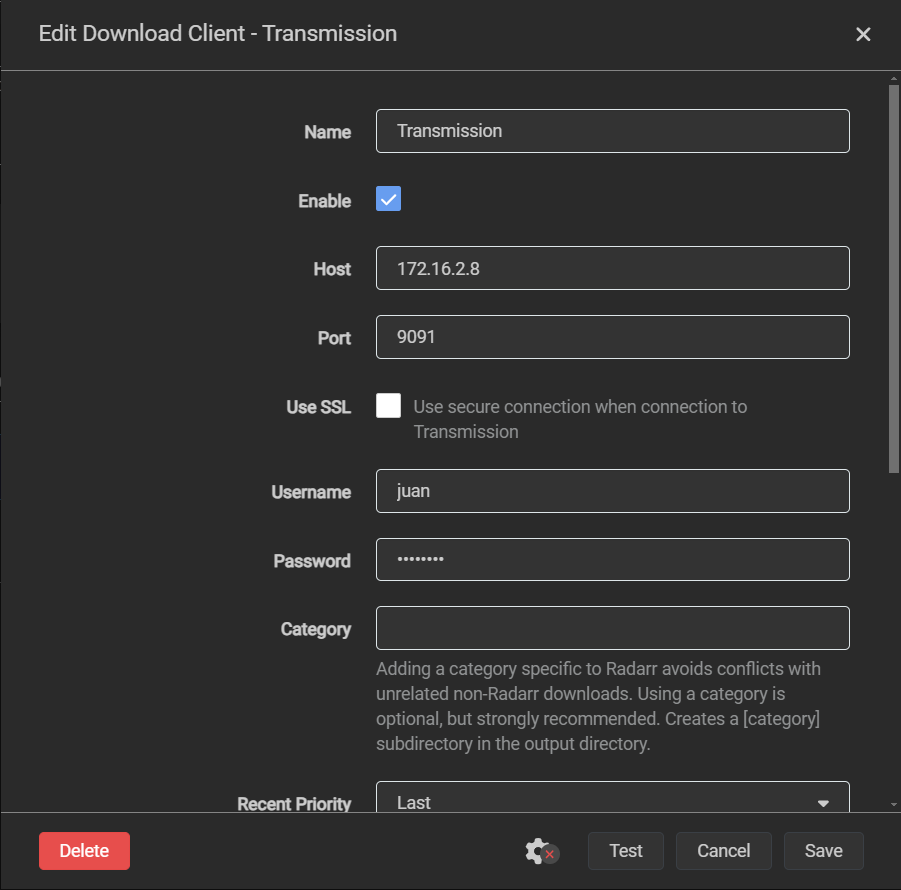 Edit Download Client - Transmission
Name
Transmission
Enable
Host
172.16.2.8
Port
9091
Use SSL
Use secure connection when connection to
Transmission
Username
juan
Password
••••••••
Category
Adding a category specific to Radarr avoids conflicts with
unrelated non-Radarr downloads. Using a category is
optional, but strongly recommended. Creates a [category]
subdirectory in the output directory.
Recent Priority
Last
Delete
Test
Cancel
Save